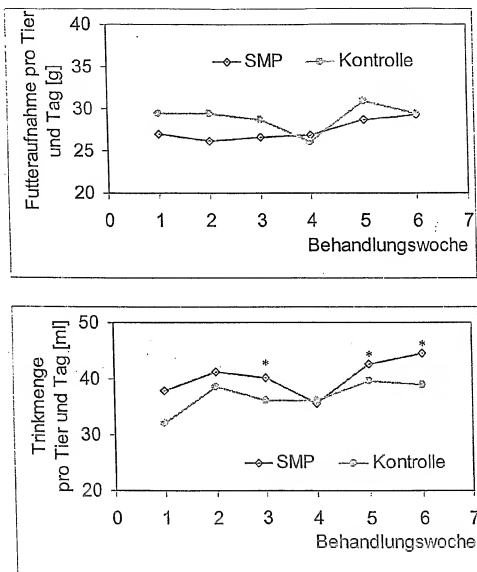 Futteraufnahme pro Tier
und Tag [g]
40
35
30
25
20
SMP
Kontrolle
0 1 2 3 4 5 6 7
Behandlungswoche
Trinkmenge
pro Tier und Tag [ml]
50
40
30
20
* * *
SMP
Kontrolle
0 1 2 3 4 5 6 7
Behandlungswoche